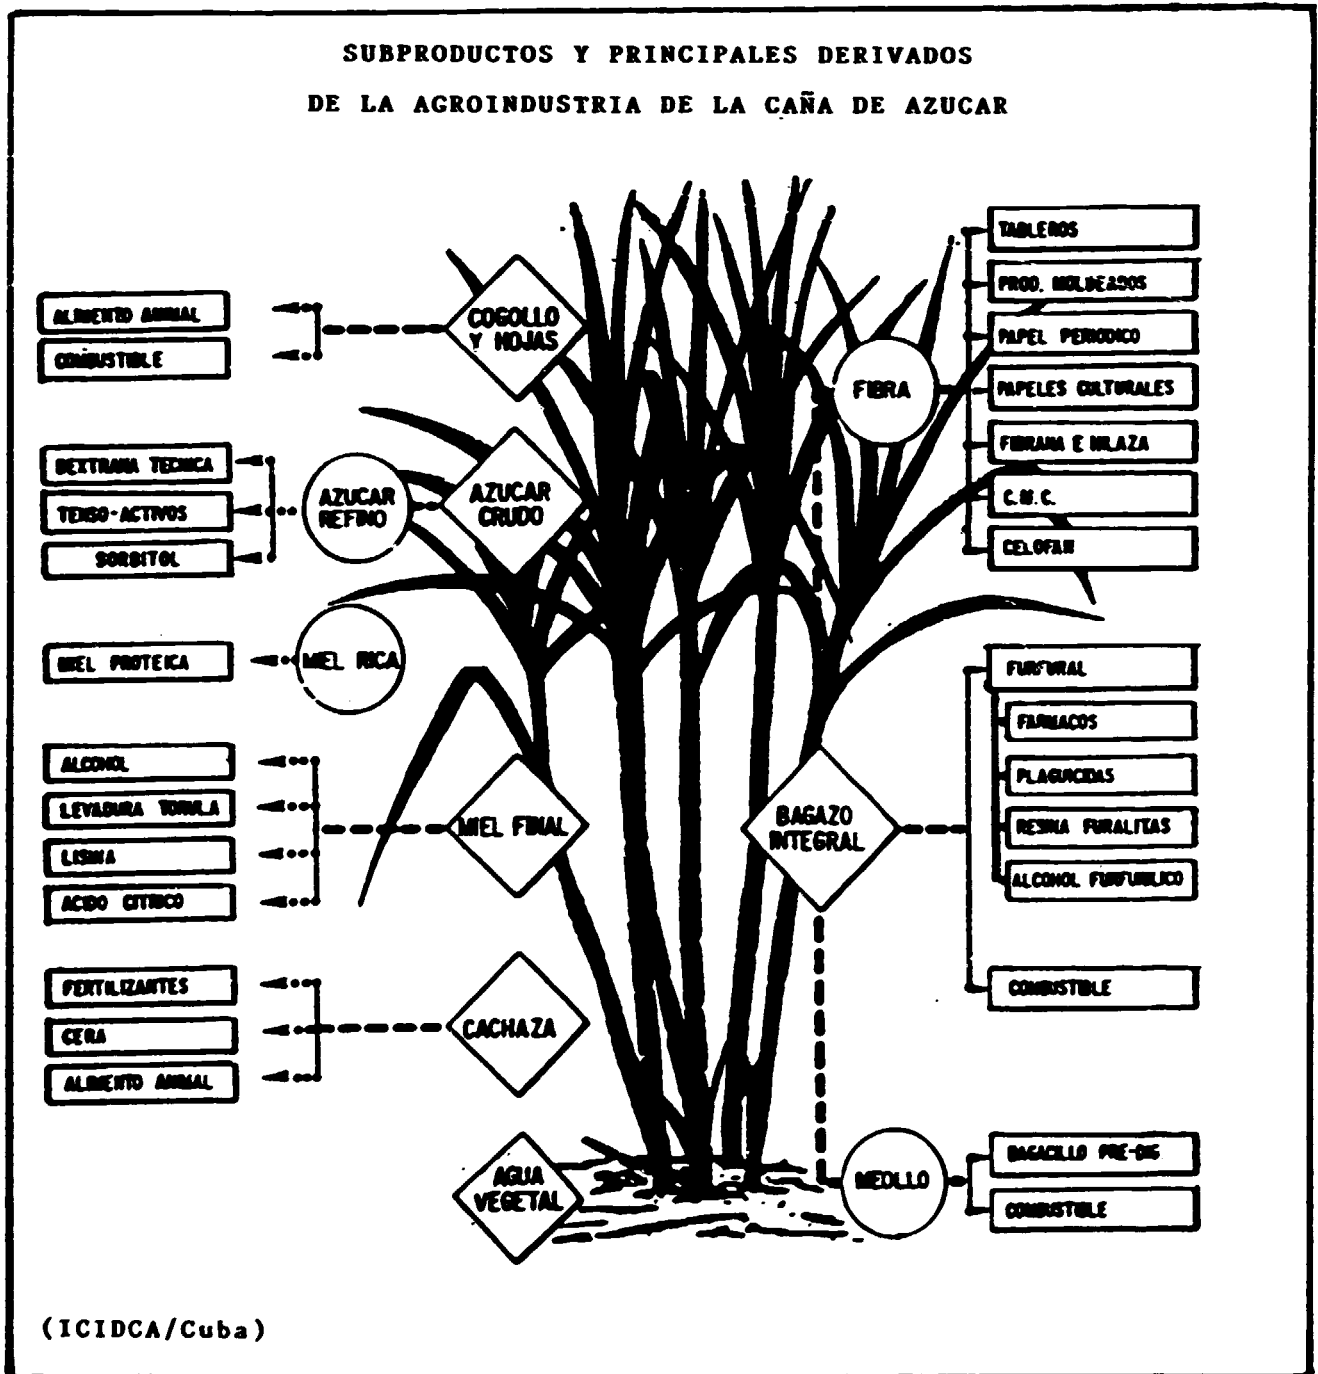 SUBPRODUCTOS Y PRINCIPALES DERIVADOS
DE LA AGROINDUSTRIA DE LA CAÑA DE AZUCAR
ALIMENTO ANIMAL
COMBUSTIBLE
COGOLLO
Y HOJAS
DEXTRANA TECNICA
TENSO-ACTIVOS
SORBITOL
AZUCAR
REFINO
AZUCAR
CRUDO
MIEL PROTEICA
MIEL RICA
ALCOHOL
LEVADURA TORULA
LISINA
ACIDO CITRICO
MIEL FINAL
FERTILIZANTES
CERA
ALIMENTO ANIMAL
CACHAZA
AGUA
VEGETAL
FIBRA
TABLEROS
PROD. MOLDEADOS
PAPEL PERIODICO
PAPELES CULTURALES
FIBRANA E HILAZA
C.M.C.
CELOFAN
BAGAZO
INTEGRAL
FURFURAL
FARMACOS
PLAGUICIDAS
RESINA FURALITAS
ALCOHOL FURFURILICO
COMBUSTIBLE
MEOLLO
BAGACILLO PRE-DIG
COMBUSTIBLE
(ICIDCA/Cuba)